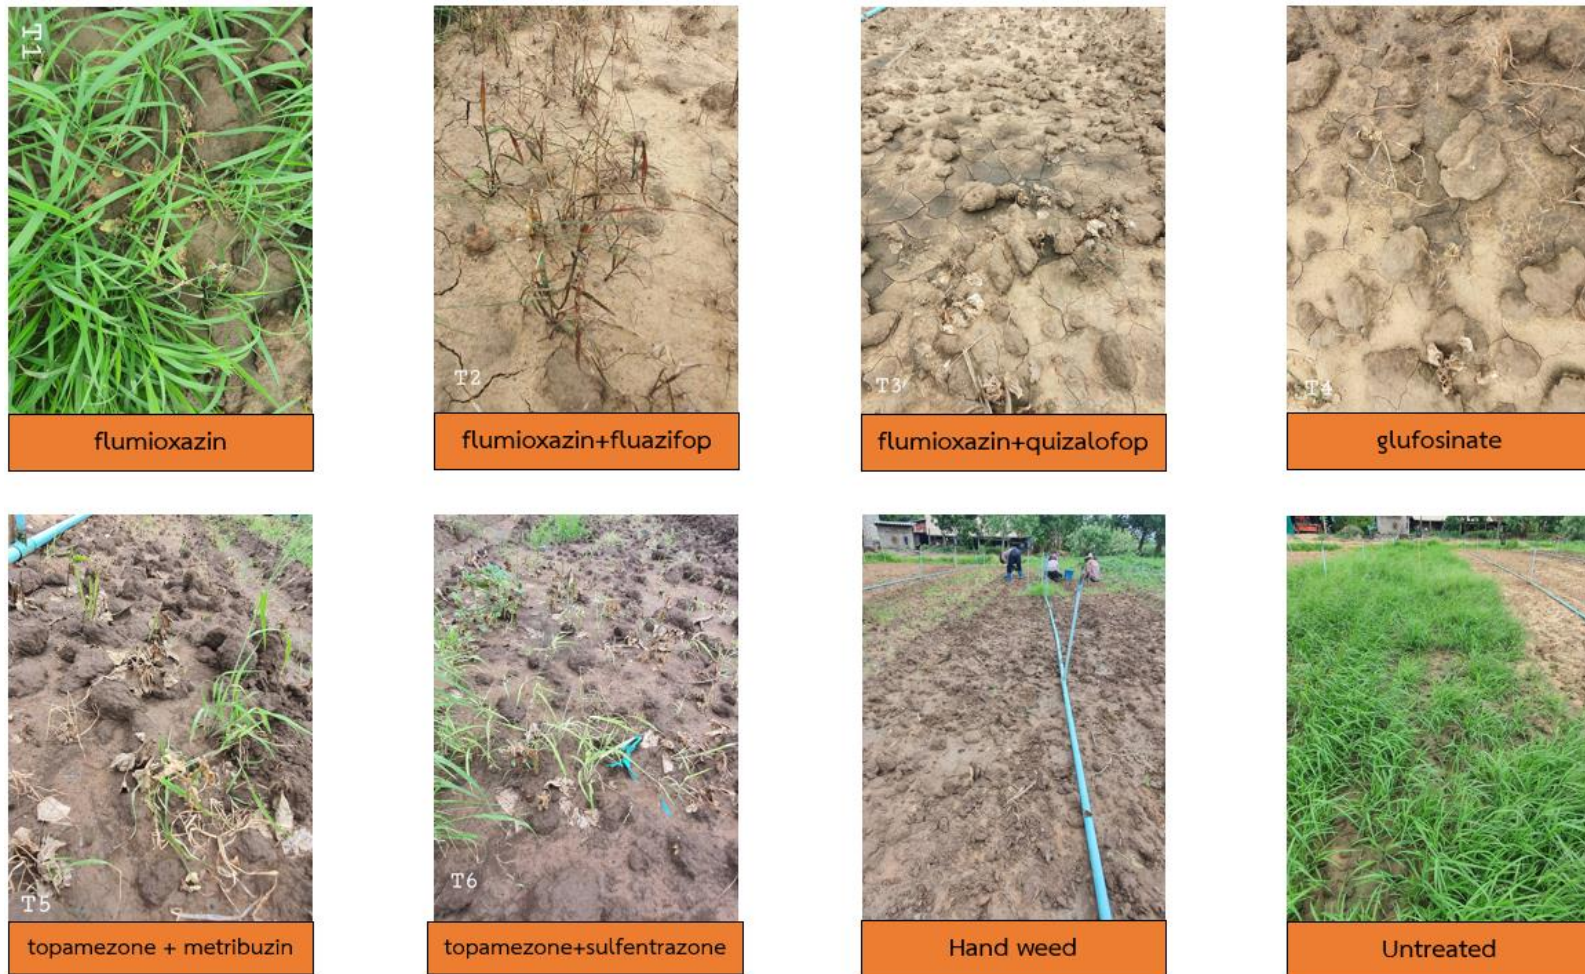 T1
T2
T3
T4
flumioxazin
flumioxazin+fluazifop
flumioxazin+quizalofop
glufosinate
T5
T6
topamezone + metribuzin
topamezone+sulfentrazone
Hand weed
Untreated